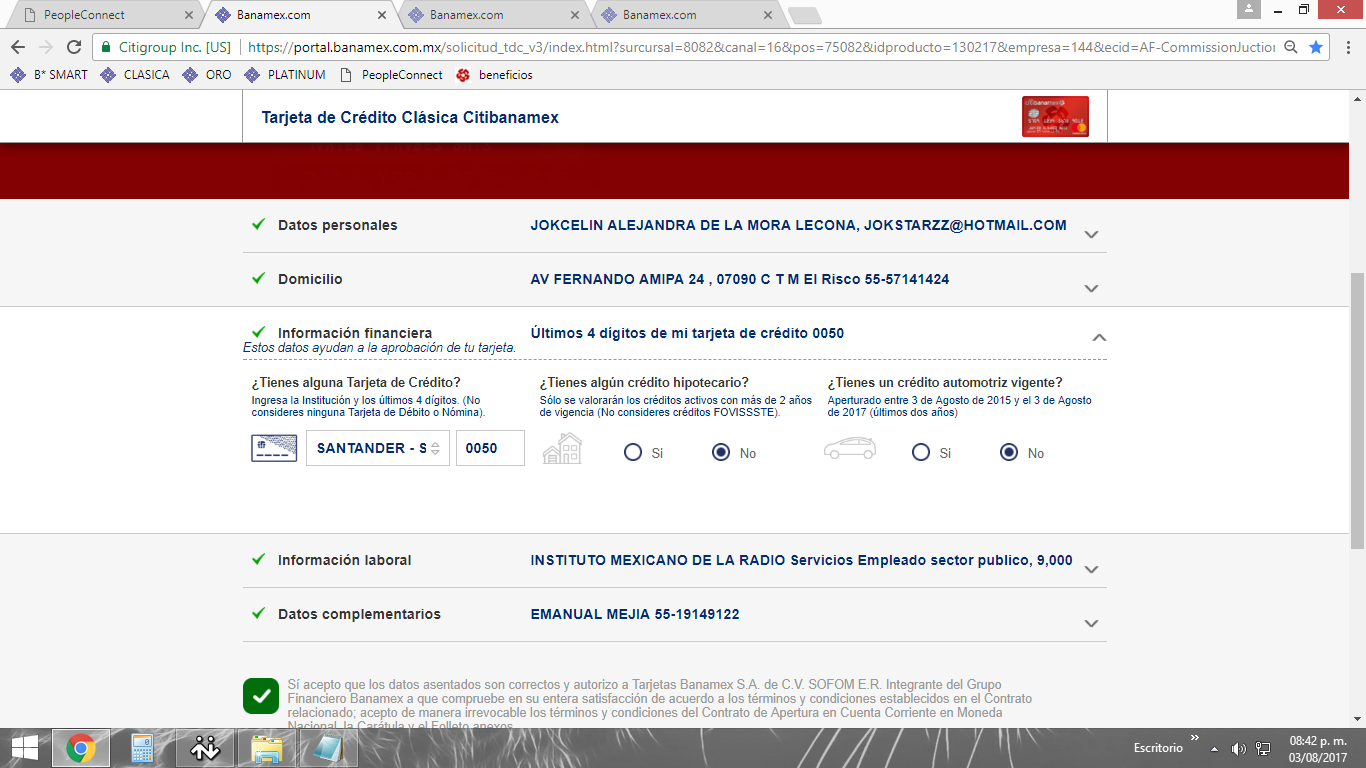 PeopleConnect
Banamex.com
Banamex.com
Banamex.com
Citigroup Inc. [US]
https://portal.banamex.com.mx/solicitud_tdc_v3/index.html?surcursal=8082&canal=16&pos=75082&idproducto=130217&empresa=144&ecid=AF-CommissionJuction
B* SMART CLASICA ORO PLATINUM PeopleConnect beneficios
Tarjeta de Crédito Clásica Citibanamex
citibanamex
Datos personales JOKCELIN ALEJANDRA DE LA MORA LECONA, JOKSTARZZ@HOTMAIL.COM
Domicilio AV FERNANDO AMIPA 24 , 07090 C T M El Risco 55-57141424
Información financiera Últimos 4 dígitos de mi tarjeta de crédito 0050
Estos datos ayudan a la aprobación de tu tarjeta.
¿Tienes alguna Tarjeta de Crédito?
Ingresa la Institución y los últimos 4 dígitos. (No
consideres ninguna Tarjeta de Débito o Nómina).
SANTANDER - S 0050
¿Tienes algún crédito hipotecario?
Sólo se valorarán los créditos activos con más de 2 años
de vigencia (No consideres créditos FOVISSSTE).
Si No
¿Tienes un crédito automotriz vigente?
Aperturado entre 3 de Agosto de 2015 y el 3 de Agosto
de 2017 (últimos dos años)
Si No
Información laboral INSTITUTO MEXICANO DE LA RADIO Servicios Empleado sector publico, 9,000
Datos complementarios EMANUAL MEJIA 55-19149122
Sí acepto que los datos asentados son correctos y autorizo a Tarjetas Banamex S.A. de C.V. SOFOM E.R. Integrante del Grupo
Financiero Banamex a que compruebe en su entera satisfacción de acuerdo a los términos y condiciones establecidos en el Contrato
relacionado; acepto de manera irrevocable los términos y condiciones del Contrato de Apertura en Cuenta Corriente en Moneda
Nacional, la Carátula y el Folleto anexos
Escritorio
08:42 p. m.
03/08/2017